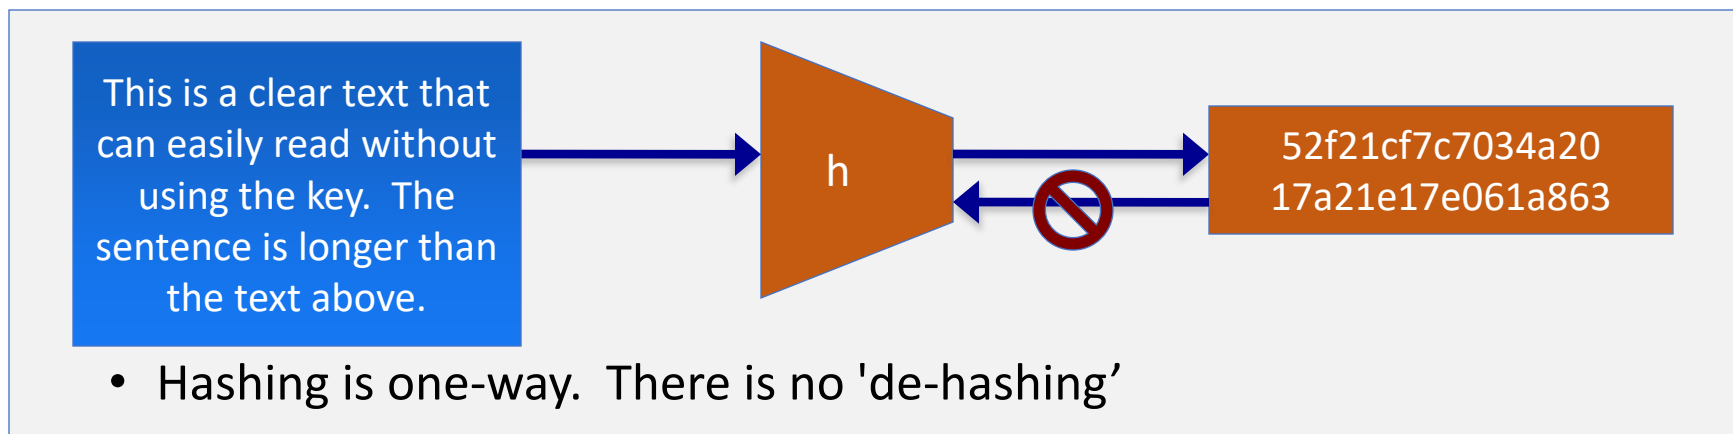 This is a clear text that
can easily read without
using the key.  The
sentence is longer than
the text above.
h
52f21cf7c7034a20
17a21e17e061a863
• Hashing is one-way.  There is no 'de-hashing’